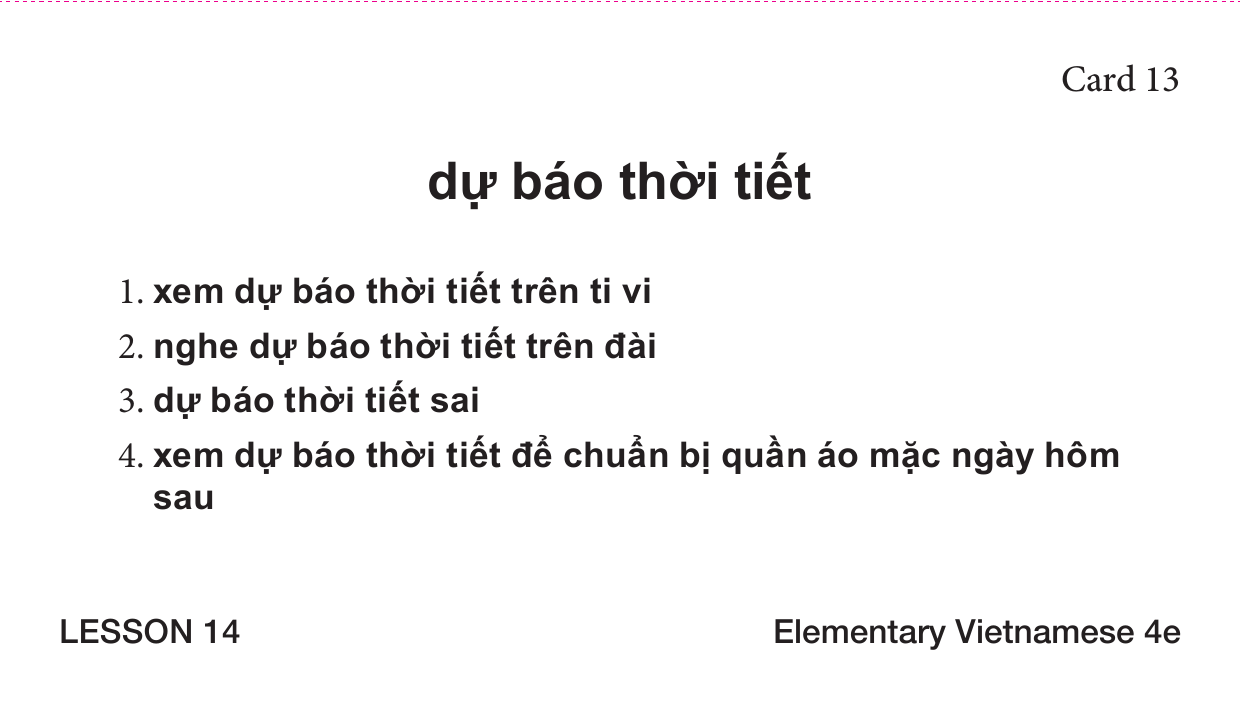 Card 13
dự báo thời tiết
1. xem dự báo thời tiết trên ti vi
2. nghe dự báo thời tiết trên đài
3. dự báo thời tiết sai
4. xem dự báo thời tiết để chuẩn bị quần áo mặc ngày hôm
sau
LESSON 14
Elementary Vietnamese 4e